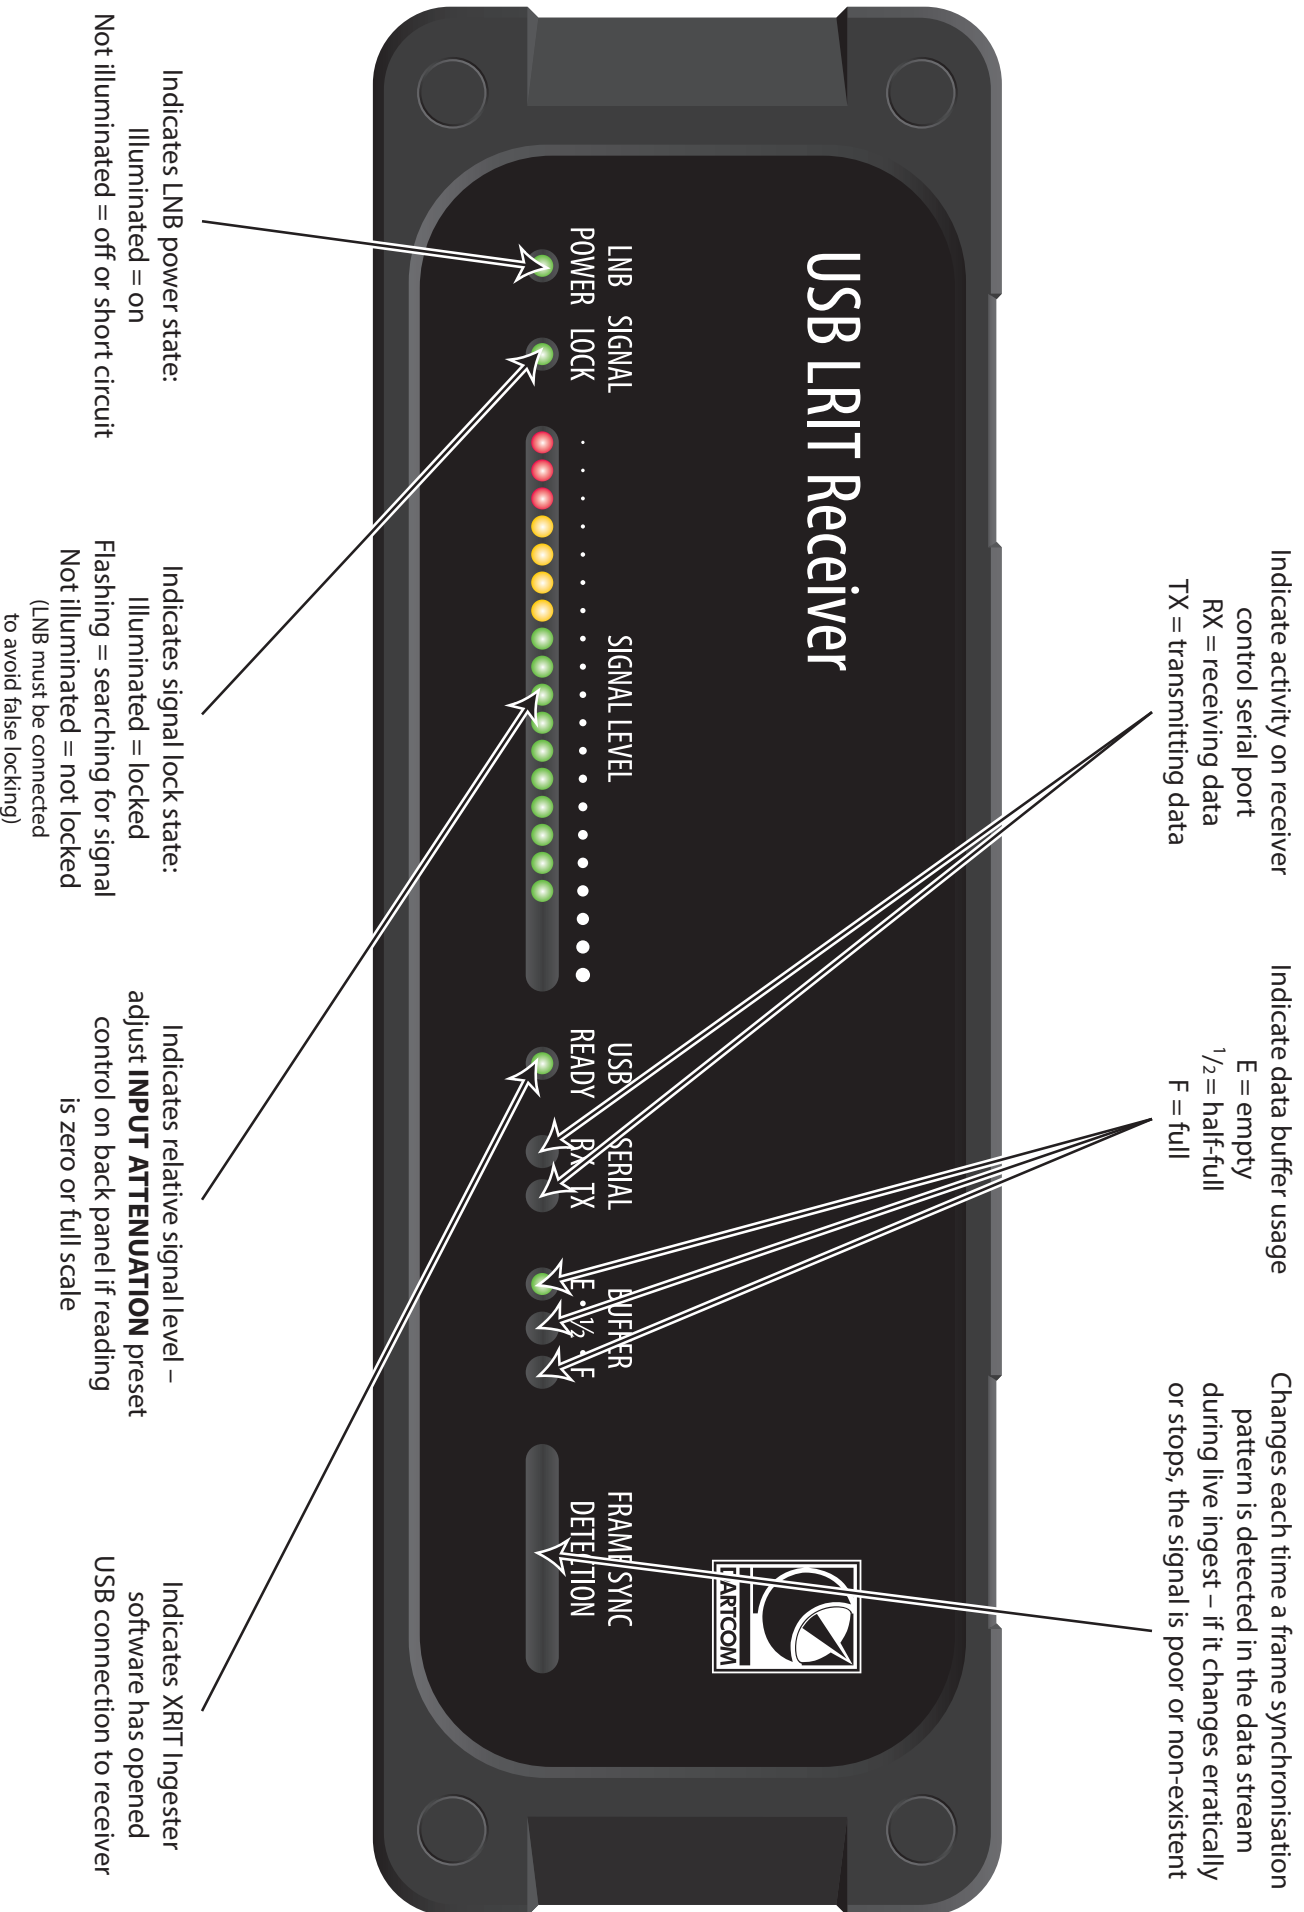 Indicate activity on receiver
control serial port
RX = receiving data
TX = transmitting data
Indicate data buffer usage
E = empty
1/2 = half-full
F = full
Changes each time a frame synchronisation
pattern is detected in the data stream
during live ingest – if it changes erratically
or stops, the signal is poor or non-existent
USB LRIT Receiver
DARTCOM
LNB
POWER
SIGNAL
LOCK
SIGNAL LEVEL
USB
READY
SERIAL
RX TX
BUFFER
E · ½ · F
FRAME SYNC
DETECTION
Indicates LNB power state:
Illuminated = on
Not illuminated = off or short circuit
Indicates signal lock state:
Illuminated = locked
Flashing = searching for signal
Not illuminated = not locked
(LNB must be connected
to avoid false locking)
Indicates relative signal level –
adjust INPUT ATTENUATION preset
control on back panel if reading
is zero or full scale
Indicates XRIT Ingester
software has opened
USB connection to receiver